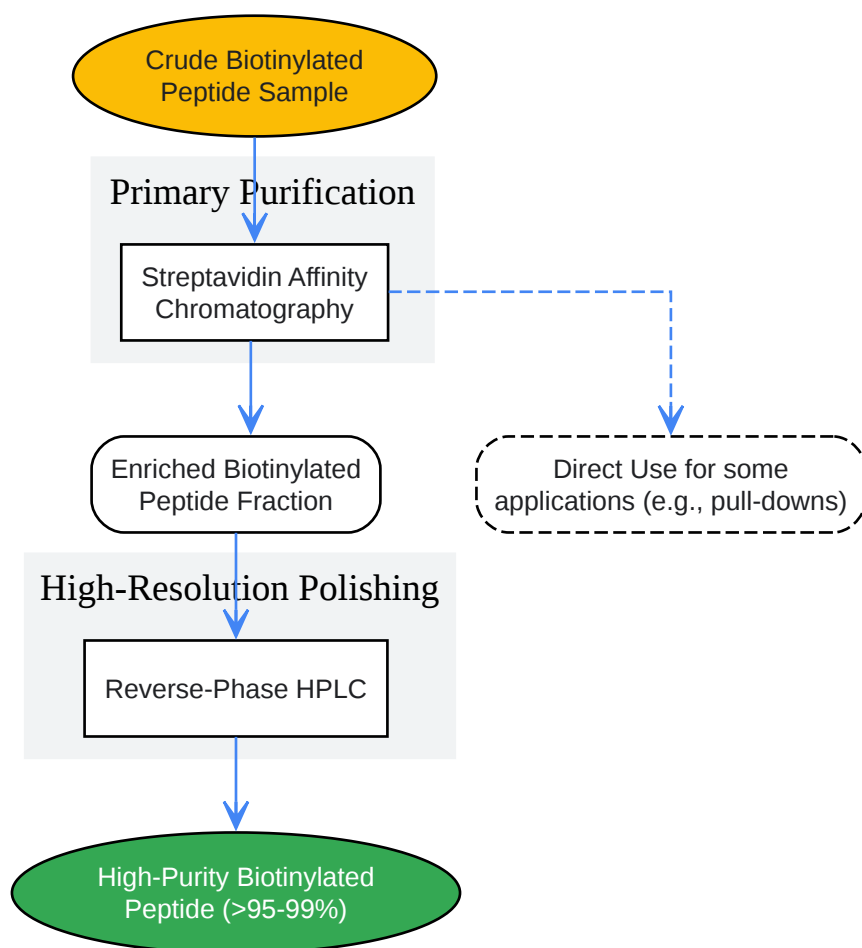 Crude Biotinylated
Peptide Sample
Primary Purification
Streptavidin Affinity
Chromatography
Enriched Biotinylated
Peptide Fraction
Direct Use for some
applications (e.g., pull-downs)
High-Resolution Polishing
Reverse-Phase HPLC
High-Purity Biotinylated
Peptide (>95-99%)